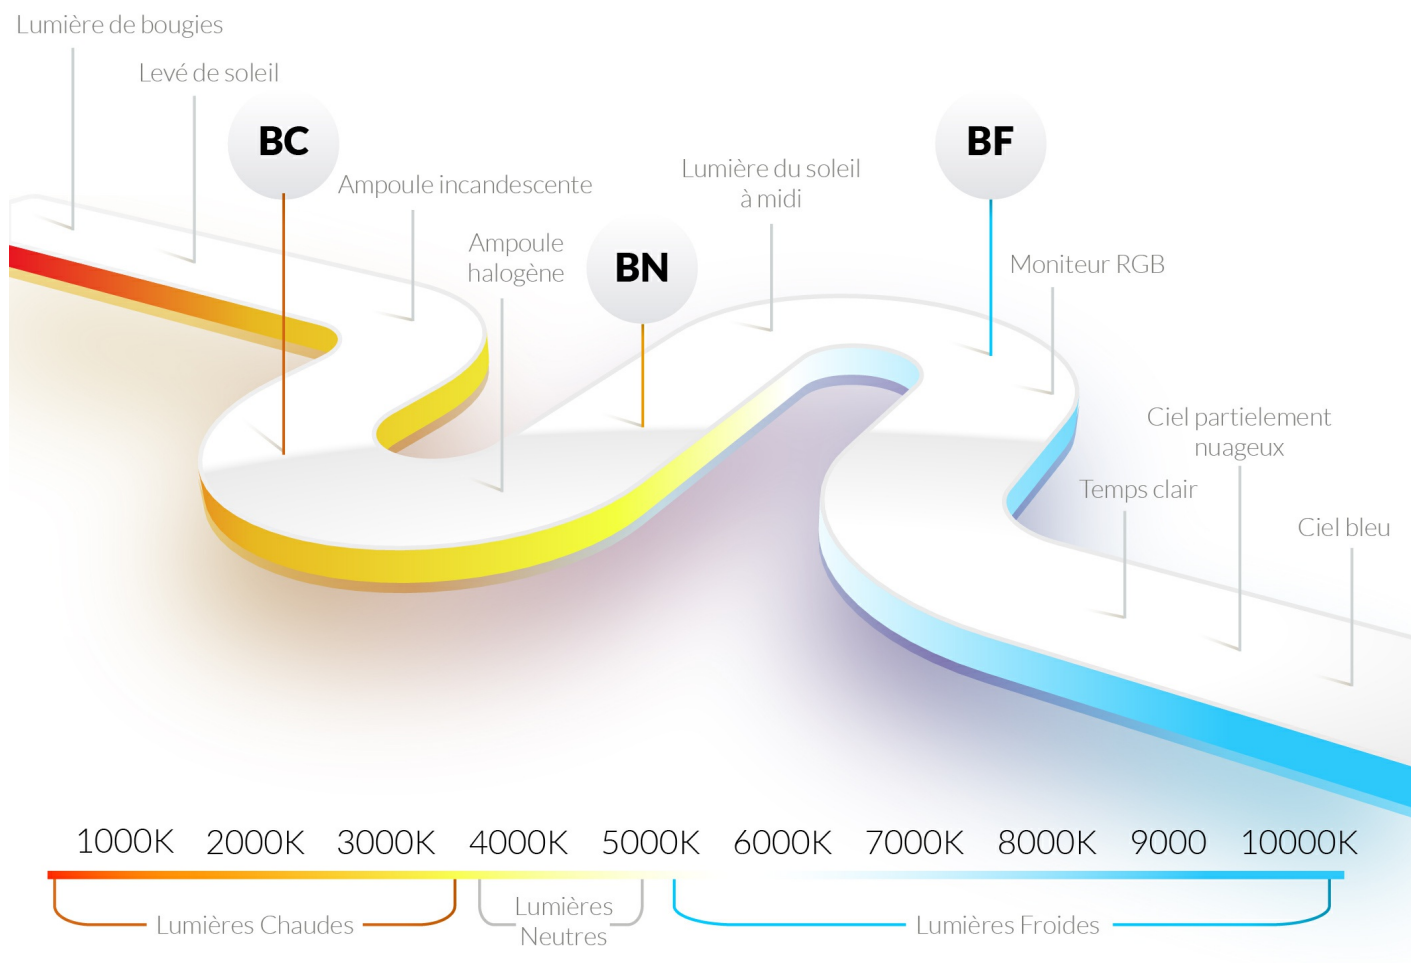 Lumière de bougies
Levé de soleil
BC
Ampoule incandescente
Ampoule
halogène
BN
Lumière du soleil
à midi
BF
Moniteur RGB
Ciel partielement
nuageux
Temps clair
Ciel bleu
1000K 2000K 3000K 4000K 5000K 6000K 7000K 8000K 9000 10000K
Lumières Chaudes
Lumières
Neutres
Lumières Froides